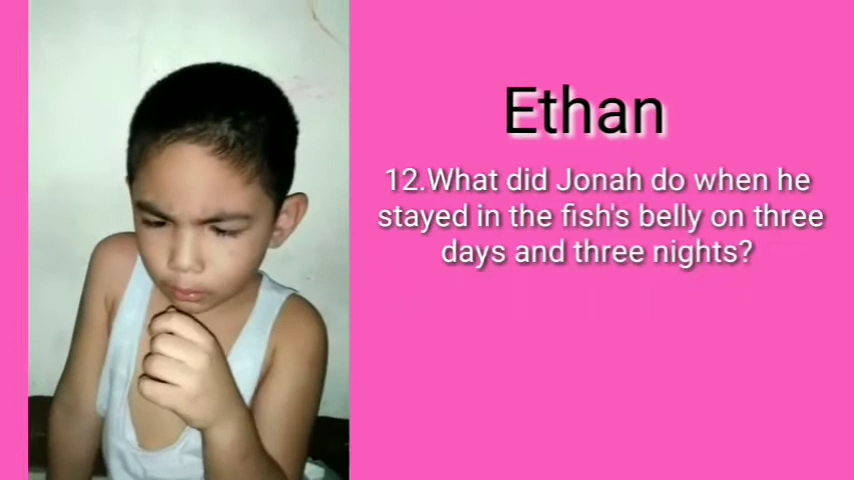 Ethan
12.What did Jonah do when he
stayed in the fish's belly on three
days and three nights?